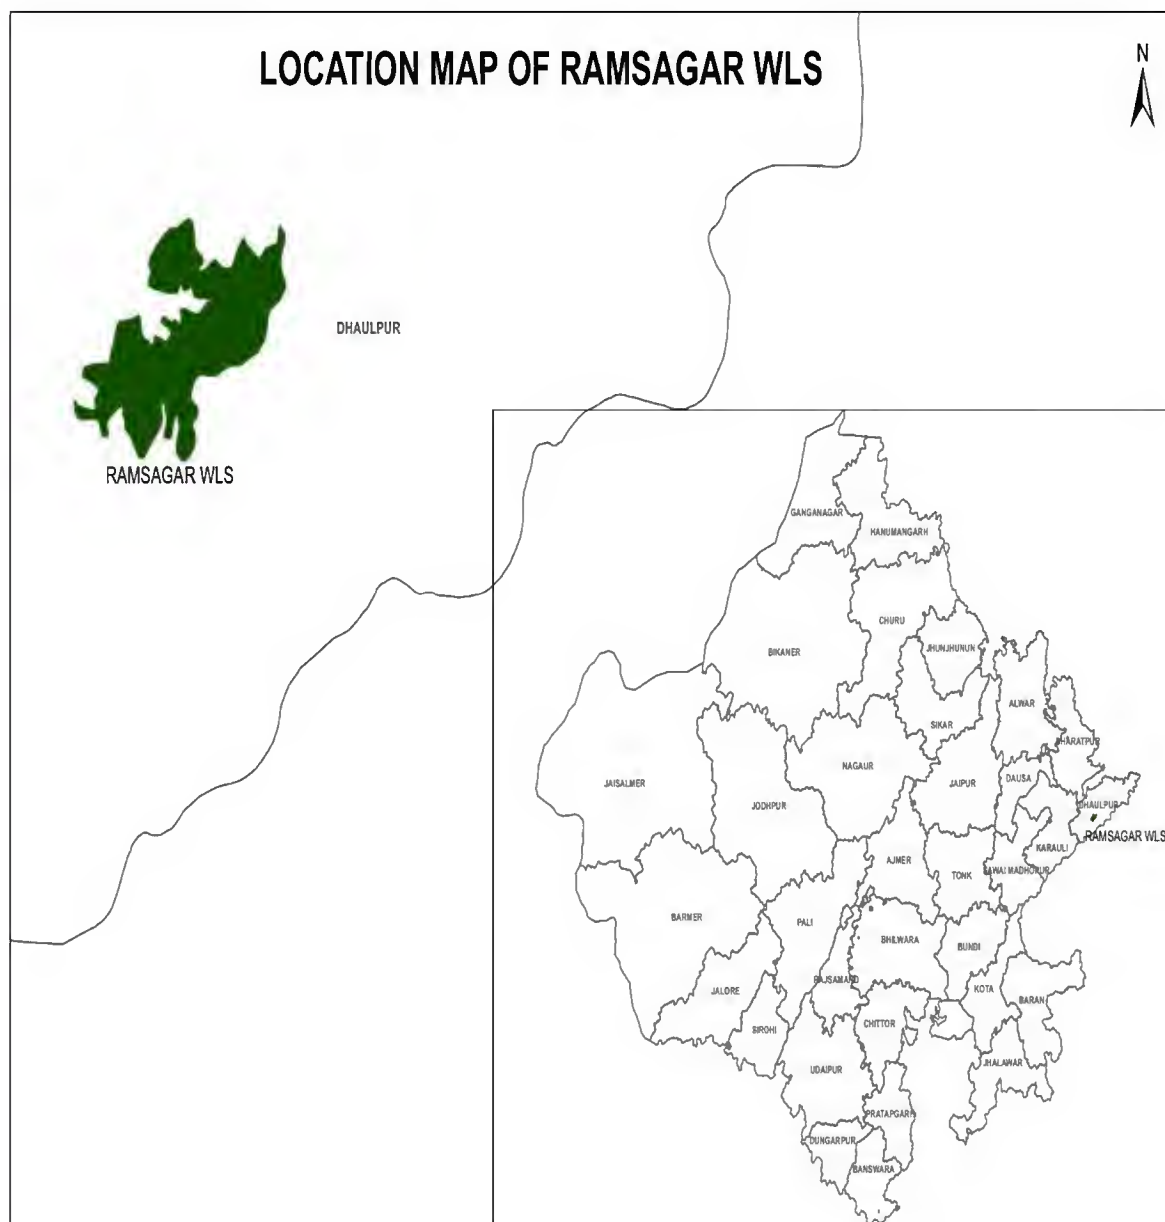 LOCATION MAP OF RAMSAGAR WLS
N
DHAULPUR
RAMSAGAR WLS
GANGANAGAR
HANUMANGARH
CHURU
JHUNJHUNUN
BIKANER
ALWAR
SIKAR
BHARATPUR
NAGAUR
DAUSA
JAIPUR
JAISALMER
JODHPUR
DHAULPUR
RAMSAGAR WLS
KARAULI
AJMER
SAWAI MADHOPUR
TONK
BARMER
PALI
BHILWARA
BUNDI
RAJSAMAND
KOTA
JALORE
BARAN
CHITTOR
SIROHI
JHALAWAR
UDAIPUR
PRATAPGARH
DUNGARPUR
BANSWARA